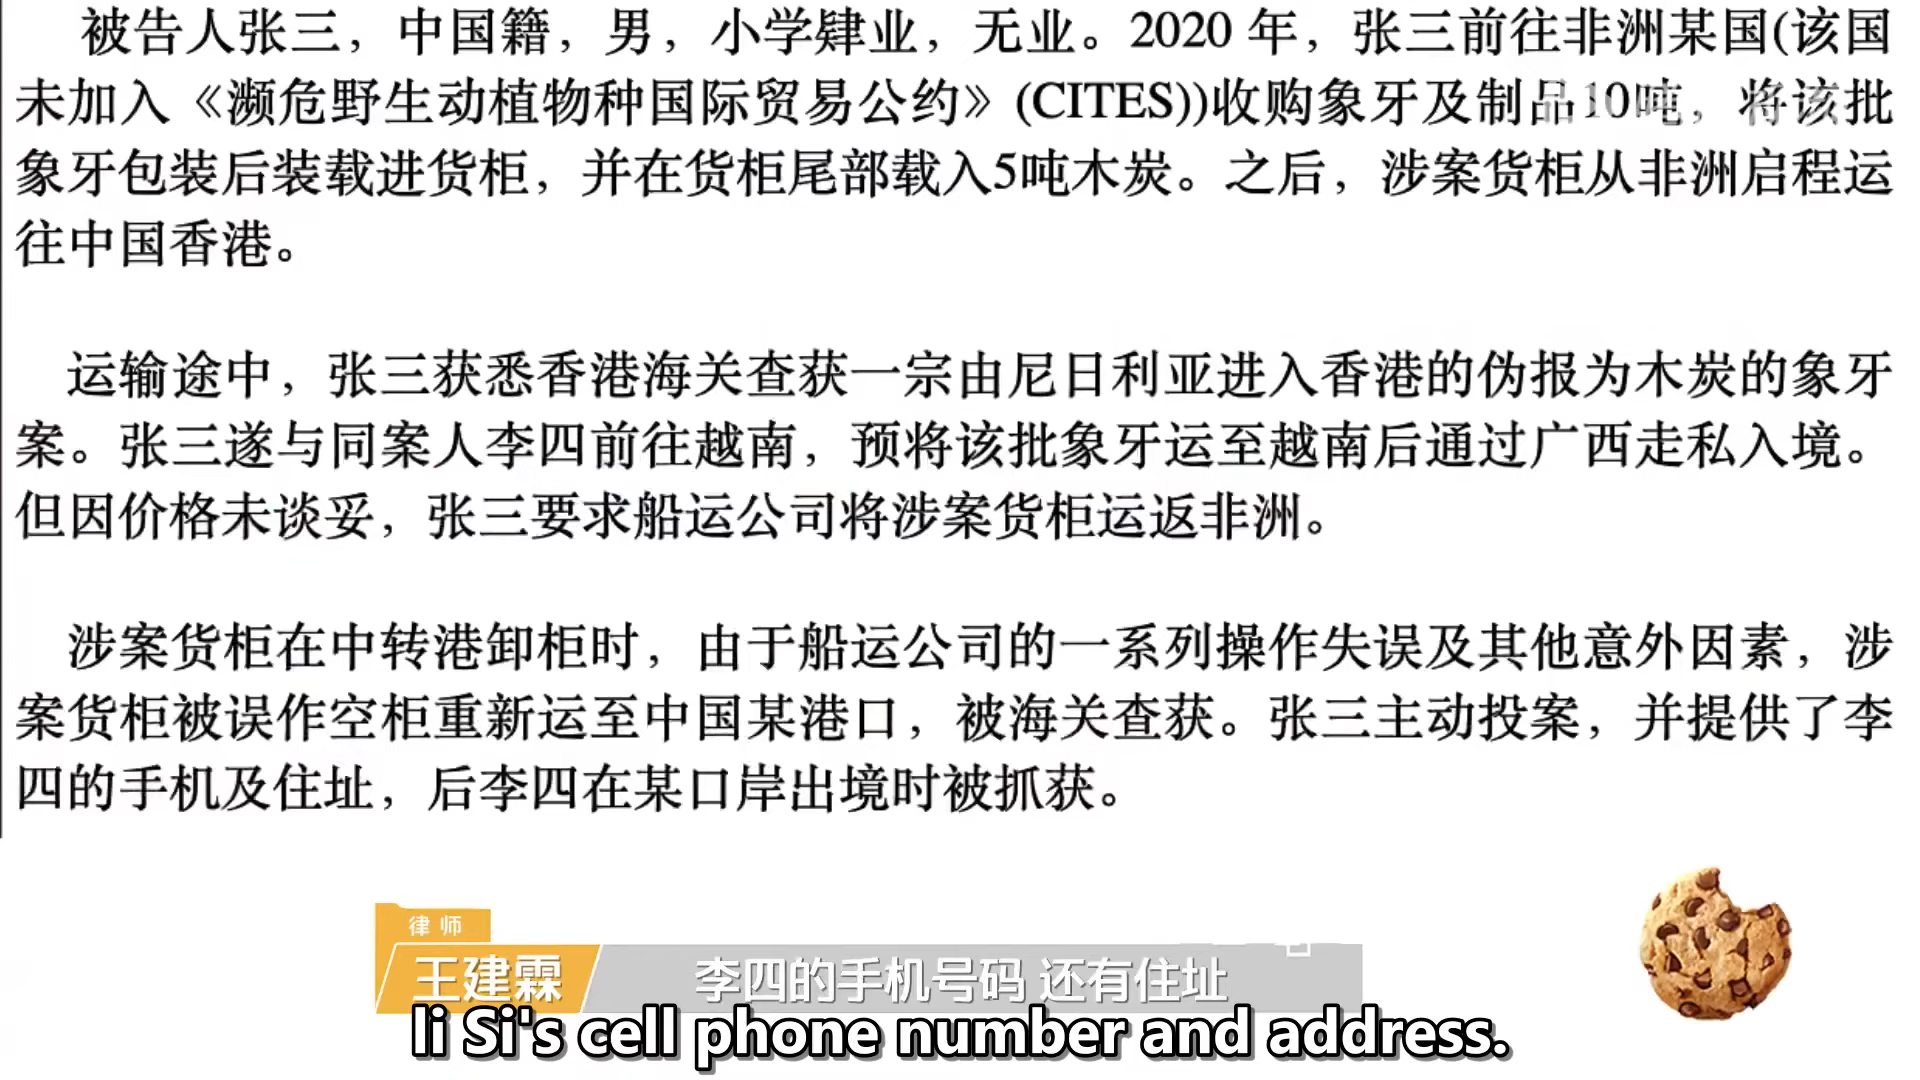 被告人张三，中国籍，男，小学肄业，无业。2020 年，张三前往非洲某国(该国
未加入《濒危野生动植物种国际贸易公约》(CITES))收购象牙及制品10吨，将该批
象牙包装后装载进货柜，并在货柜尾部载入5吨木炭。之后，涉案货柜从非洲启程运
往中国香港。
运输途中，张三获悉香港海关查获一宗由尼日利亚进入香港的伪报为木炭的象牙
案。张三遂与同案人李四前往越南，预将该批象牙运至越南后通过广西走私入境。
但因价格未谈妥，张三要求船运公司将涉案货柜运返非洲。
涉案货柜在中转港卸柜时，由于船运公司的一系列操作失误及其他意外因素，涉
案货柜被误作空柜重新运至中国某港口，被海关查获。张三主动投案，并提供了李
四的手机及住址，后李四在某口岸出境时被抓获。
律师
王建霖
李四的手机号码 还有住址
li Si's cell phone number and address.